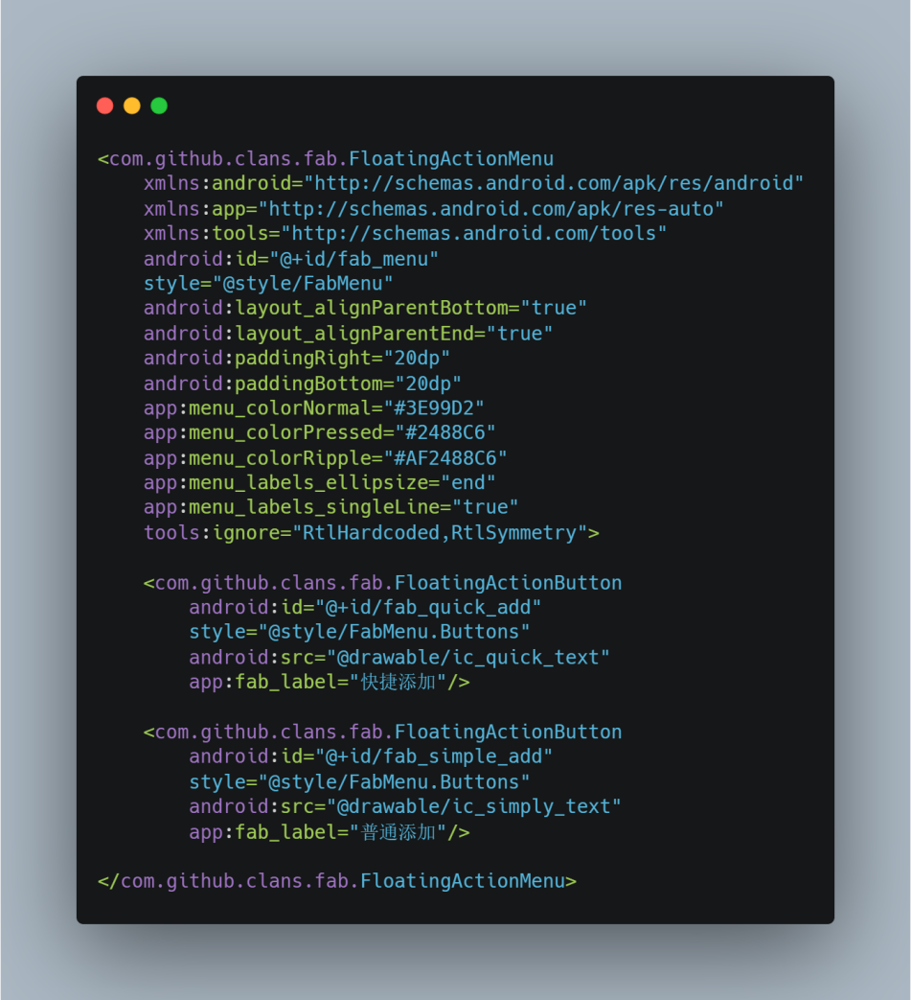 <com.github.clans.fab.FloatingActionMenu
    xmlns:android="http://schemas.android.com/apk/res/android"
    xmlns:app="http://schemas.android.com/apk/res-auto"
    xmlns:tools="http://schemas.android.com/tools"
    android:id="@+id/fab_menu"
    style="@style/FabMenu"
    android:layout_alignParentBottom="true"
    android:layout_alignParentEnd="true"
    android:paddingRight="20dp"
    android:paddingBottom="20dp"
    app:menu_colorNormal="#3E99D2"
    app:menu_colorPressed="#2488C6"
    app:menu_colorRipple="#AF2488C6"
    app:menu_labels_ellipsize="end"
    app:menu_labels_singleLine="true"
    tools:ignore="RtlHardcoded,RtlSymmetry">

    <com.github.clans.fab.FloatingActionButton
        android:id="@+id/fab_quick_add"
        style="@style/FabMenu.Buttons"
        android:src="@drawable/ic_quick_text"
        app:fab_label="快捷添加"/>

    <com.github.clans.fab.FloatingActionButton
        android:id="@+id/fab_simple_add"
        style="@style/FabMenu.Buttons"
        android:src="@drawable/ic_simply_text"
        app:fab_label="普通添加"/>

</com.github.clans.fab.FloatingActionMenu>